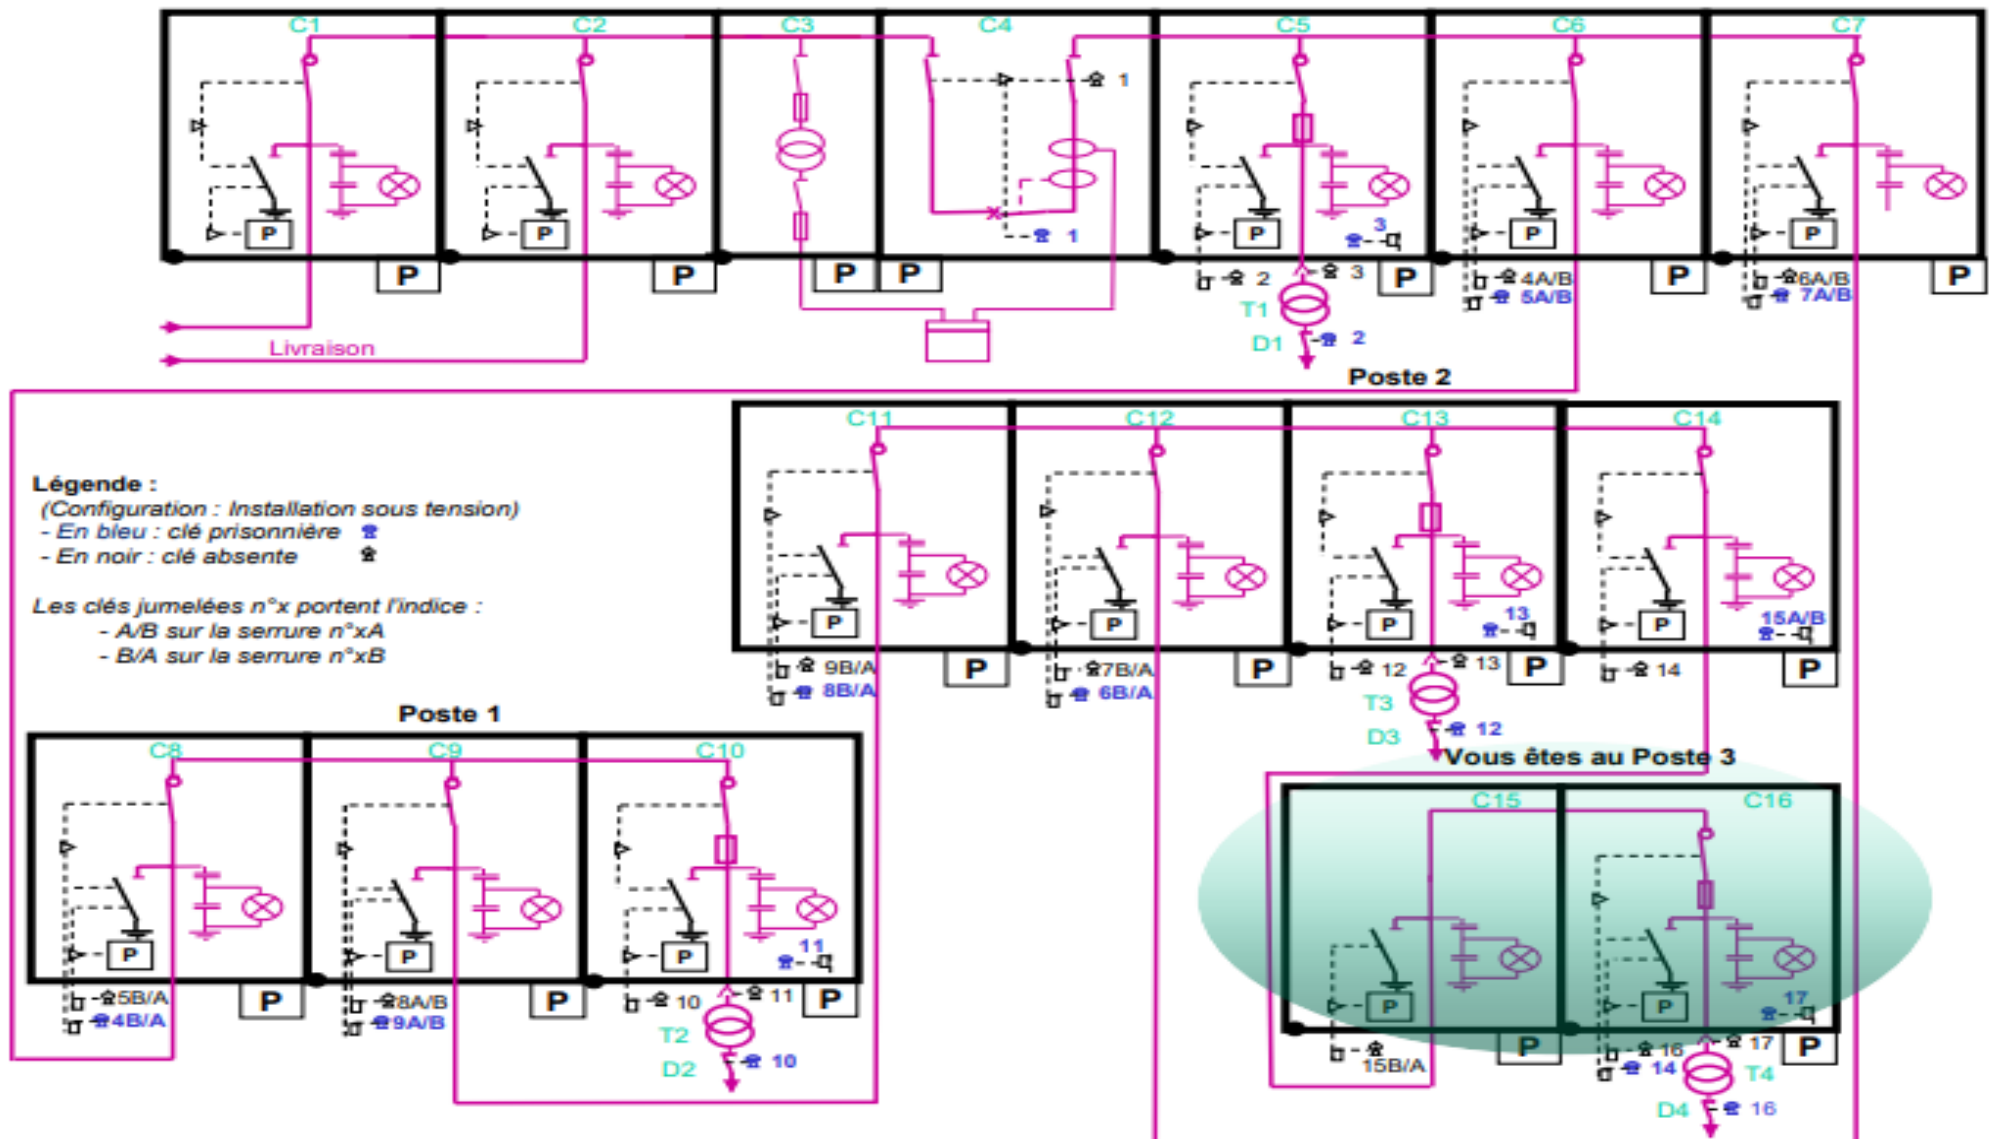 C1 C2 C3 C4 C5 C6 C7
1
P P P 1 P 3 P P
P P P P P P P
2 3 4A/B 6A/B
5A/B 7A/B
T1
Livraison D1 2
Poste 2
C11 C12 C13 C14
Légende :
(Configuration : Installation sous tension)
- En bleu : clé prisonnière
- En noir : clé absente
Les clés jumelées n°x portent l'indice :
- A/B sur la serrure n°xA
- B/A sur la serrure n°xB
P P P 13 P 15A/B
9B/A P 7B/A P 12 13 P 14 P
8B/A 6B/A
T3
D3 12
Poste 1
C8 C9 C10
P P P 11
5B/A P 8A/B P 10 11 P
4B/A 9A/B
T2
D2 10
Vous êtes au Poste 3
C15 C16
P P 17
15B/A P 16 17 P
14 T4
D4 16